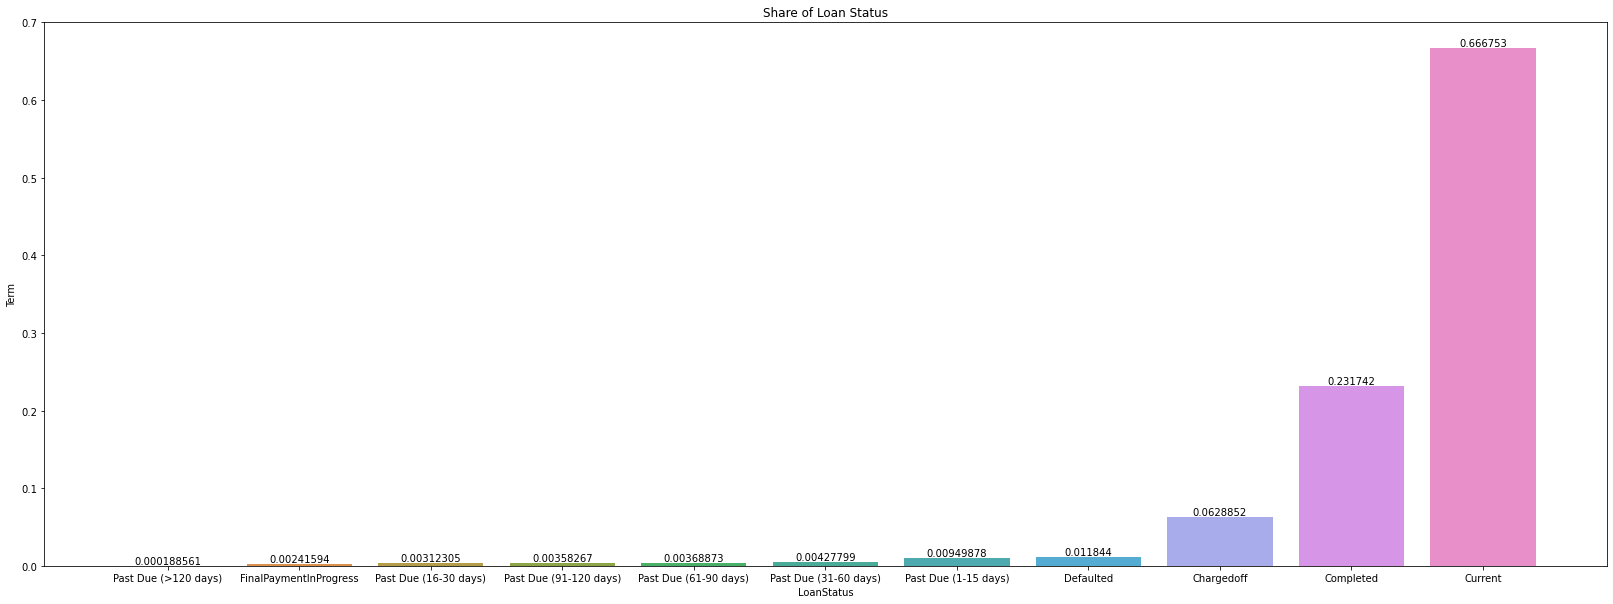 Share of Loan Status
0.7
0.6
0.5
0.4
0.3
0.2
0.1
0.0
Term
0.000188561
0.00241594
0.00312305
0.00358267
0.00368873
0.00427799
0.00949878
0.011844
0.0628852
0.231742
0.666753
Past Due (>120 days)
FinalPaymentInProgress
Past Due (16-30 days)
Past Due (91-120 days)
Past Due (61-90 days)
Past Due (31-60 days)
Past Due (1-15 days)
Defaulted
Chargedoff
Completed
Current
LoanStatus